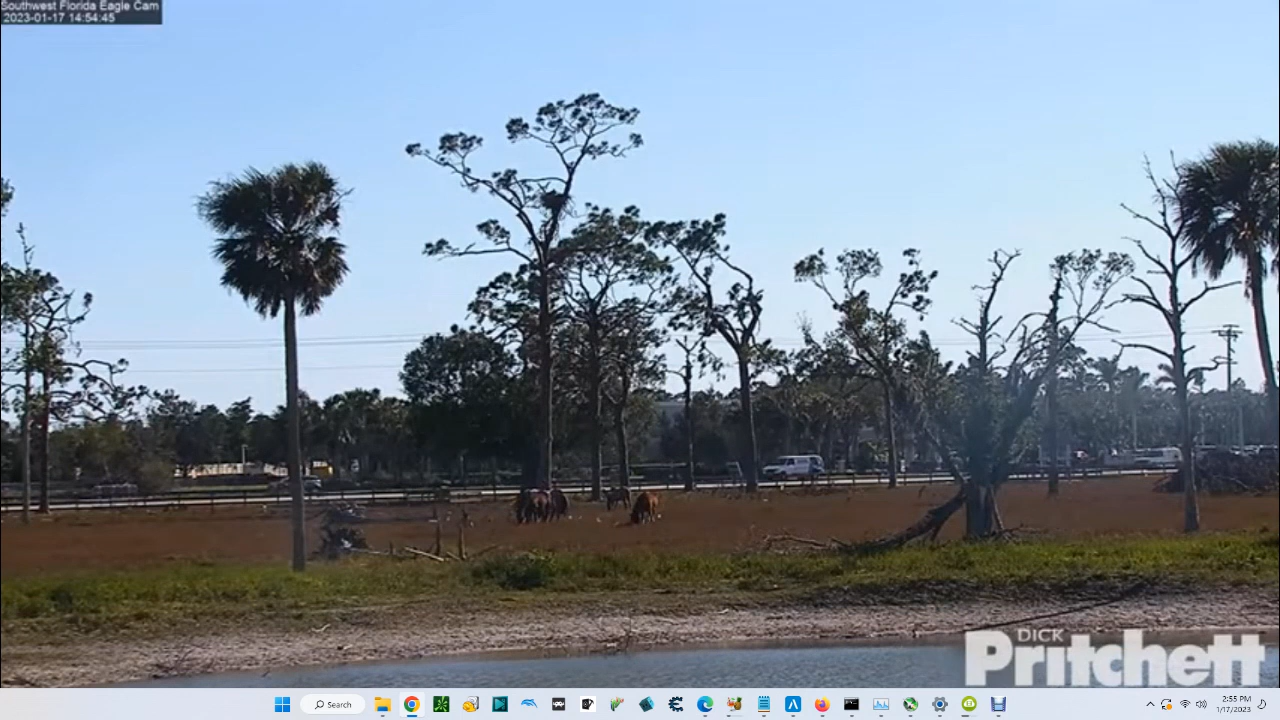 Southwest Florida Eagle Cam
2023-01-17 14:54:45
DICK
Pritchett
Search
2:55 PM
1/17/2023